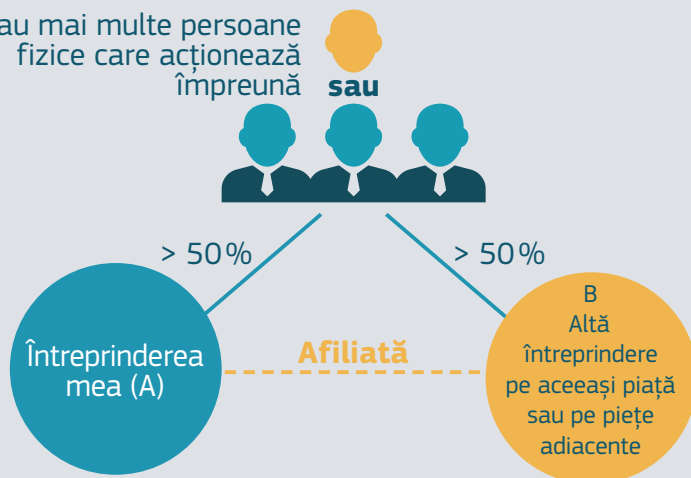 au mai multe persoane
fizice care acționează
împreună
sau
> 50%
> 50%
Întreprinderea
mea (A)
Afiliată
B
Altă
întreprindere
pe aceeași piață
sau pe piețe
adiacente